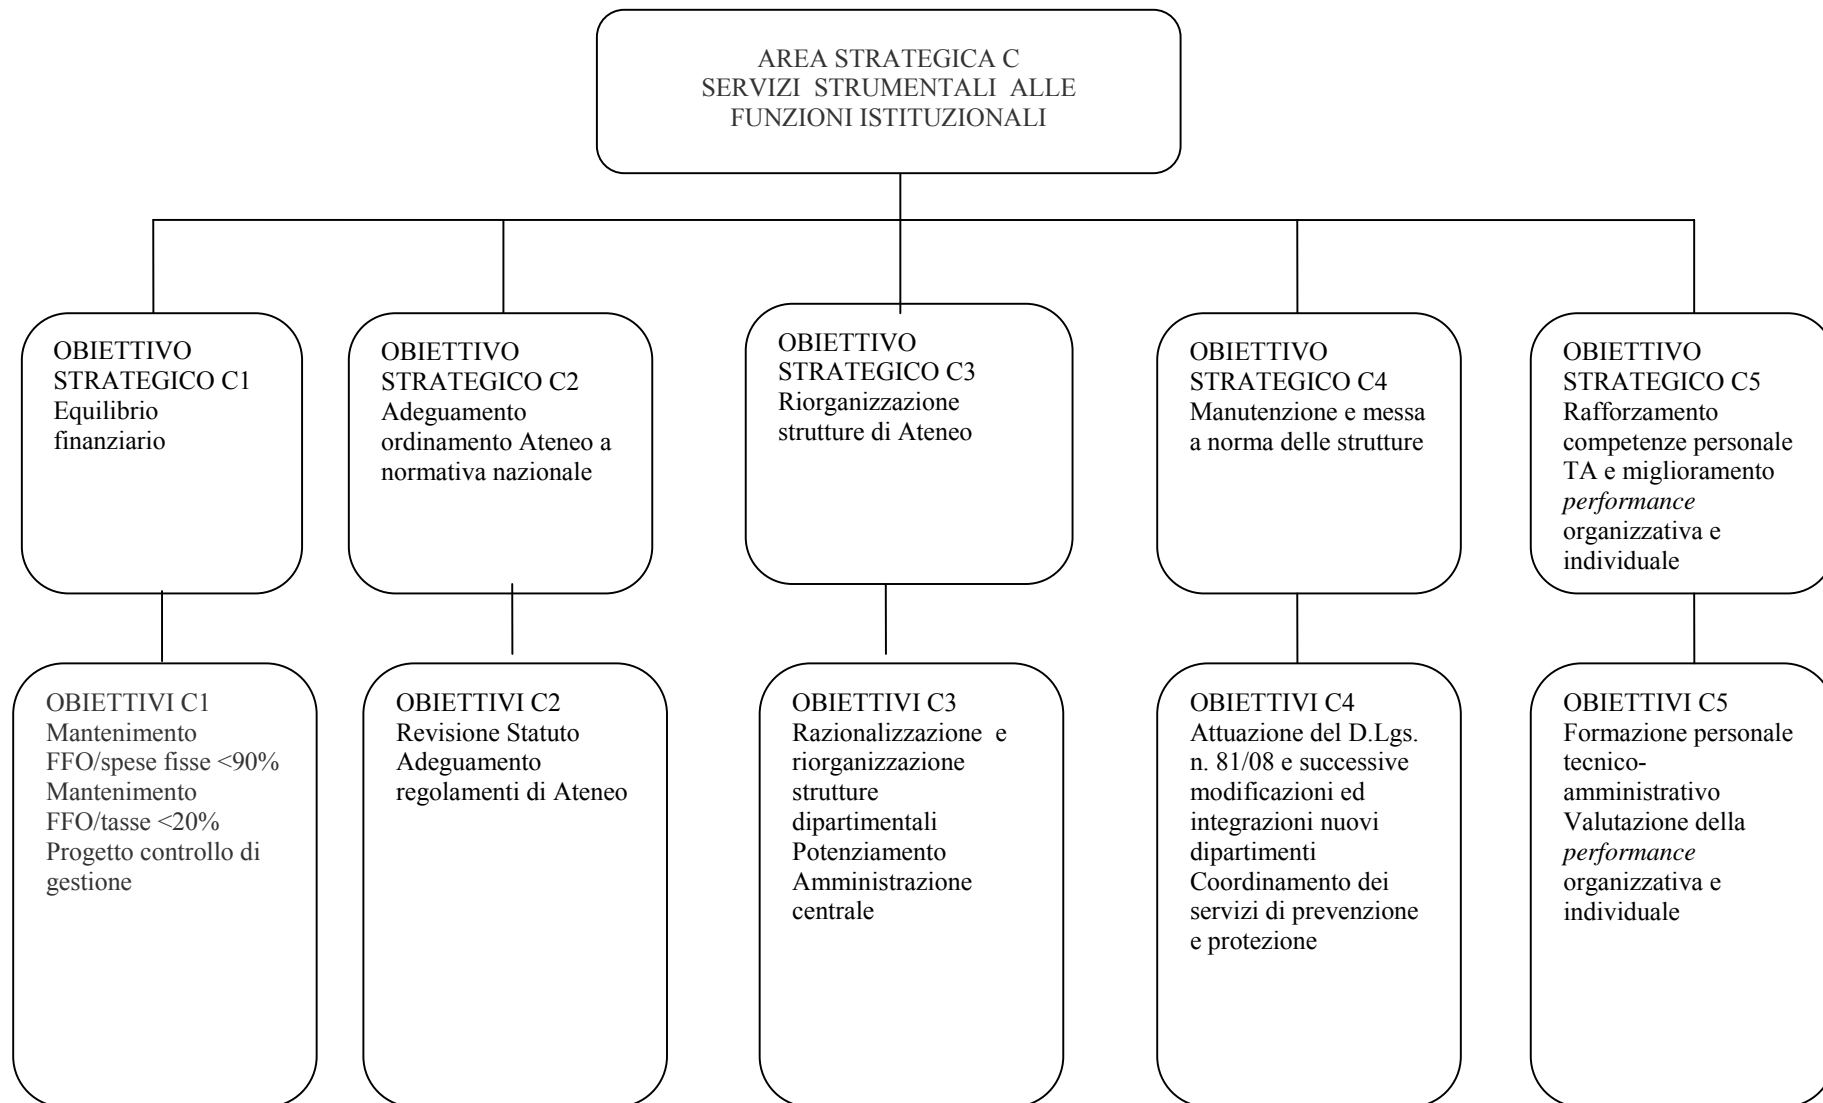 AREA STRATEGICA C
SERVIZI STRUMENTALI ALLE
FUNZIONI ISTITUZIONALI
OBIETTIVO
STRATEGICO C1
Equilibrio
finanziario
OBIETTIVO
STRATEGICO C2
Adeguamento
ordinamento Ateneo a
normativa nazionale
OBIETTIVO
STRATEGICO C3
Riorganizzazione
strutture di Ateneo
OBIETTIVO
STRATEGICO C4
Manutenzione e messa
a norma delle strutture
OBIETTIVO
STRATEGICO C5
Rafforzamento
competenze personale
TA e miglioramento
performance
organizzativa e
individuale
OBIETTIVI C1
Mantenimento
FFO/spese fisse <90%
Mantenimento
FFO/tasse <20%
Progetto controllo di
gestione
OBIETTIVI C2
Revisione Statuto
Adeguamento
regolamenti di Ateneo
OBIETTIVI C3
Razionalizzazione e
riorganizzazione
strutture
dipartimentali
Potenziamento
Amministrazione
centrale
OBIETTIVI C4
Attuazione del D.Lgs.
n. 81/08 e successive
modificazioni ed
integrazioni nuovi
dipartimenti
Coordinamento dei
servizi di prevenzione
e protezione
OBIETTIVI C5
Formazione personale
tecnico-
amministrativo
Valutazione della
performance
organizzativa e
individuale